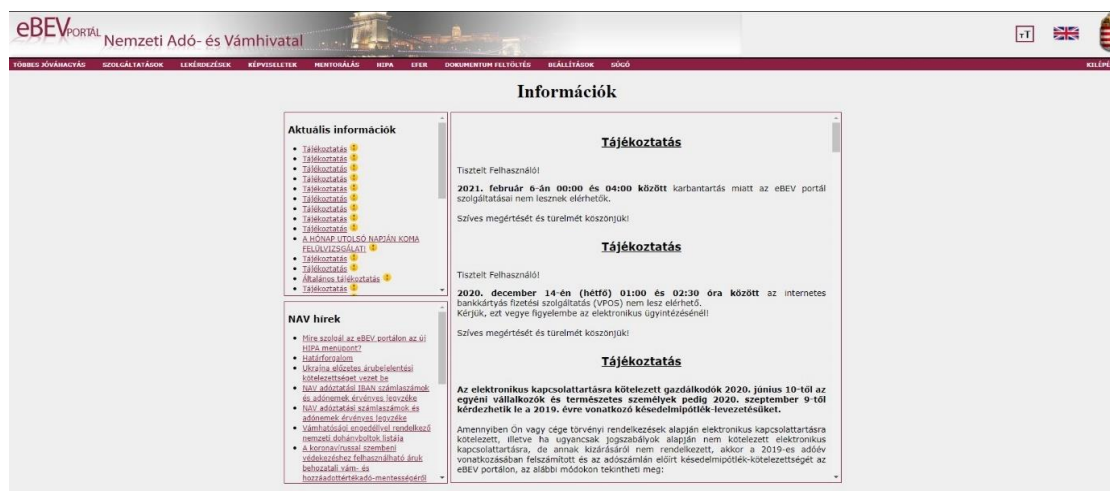 eBEV PORTÁL Nemzeti Adó- és Vámhivatal
TÖBBES JÓVÁHAGYÁS SZOLGÁLTATÁSOK LEKÉRDEZÉSEK KÉPVISELETEK MENTORÁLÁS HIPA EFER DOKUMENTUM FELTÖLTÉS BEÁLLÍTÁSOK SÚGÓ KILÉP
Információk
Aktuális információk
Tájékoztatás
Tájékoztatás
Tájékoztatás
Tájékoztatás
Tájékoztatás
Tájékoztatás
Tájékoztatás
Tájékoztatás
Tájékoztatás
A HÓNAP UTOLSÓ NAPJÁN KOMA
FELÜLVIZSGÁLATI
Tájékoztatás
Tájékoztatás
Általános tájékoztatás
Tájékoztatás
NAV hírek
Mire szolgál az eBEV portálon az új
HIPA menüpont?
Határforgalom
Ukrajna előzetes árubejelentési
kötelezettséget vezet be
NAV adóztatási IBAN számlaszámok
és adónemek érvényes jegyzéke
NAV adóztatási számlaszámok és
adónemek érvényes jegyzéke
Vámhatósági engedéllyel rendelkező
nemzeti dohányboltok listája
A koronavírussal szembeni
védekezéshez felhasználható áruk
behozatali vám- és
hozzáadottértékadó-mentességéről
Tájékoztatás
Tisztelt Felhasználó!
2021. február 6-án 00:00 és 04:00 között karbantartás miatt az eBEV portál
szolgáltatásai nem lesznek elérhetők.
Szíves megértését és türelmét köszönjük!
Tájékoztatás
Tisztelt Felhasználó!
2020. december 14-én (hétfő) 01:00 és 02:30 óra között az internetes
bankkártyás fizetési szolgáltatás (VPOS) nem lesz elérhető.
Kérjük, ezt vegye figyelembe az elektronikus ügyintézésénél!
Szíves megértését és türelmét köszönjük!
Tájékoztatás
Az elektronikus kapcsolattartásra kötelezett gazdálkodók 2020. június 10-től az
egyéni vállalkozók és természetes személyek pedig 2020. szeptember 9-től
kérdezhetik le a 2019. évre vonatkozó késedelmipótlék-levezetésüket.
Amennyiben Ön vagy cége törvényi rendelkezések alapján elektronikus kapcsolattartásra
kötelezett, illetve ha ugyancsak jogszabályok alapján nem kötelezett elektronikus
kapcsolattartásra, de annak kizárásáról nem rendelkezett, akkor a 2019-es adóév
vonatkozásában felszámított és az adószámlán előírt késedelmipótlék-kötelezettségét az
eBEV portálon, az alábbi módokon tekintheti meg: